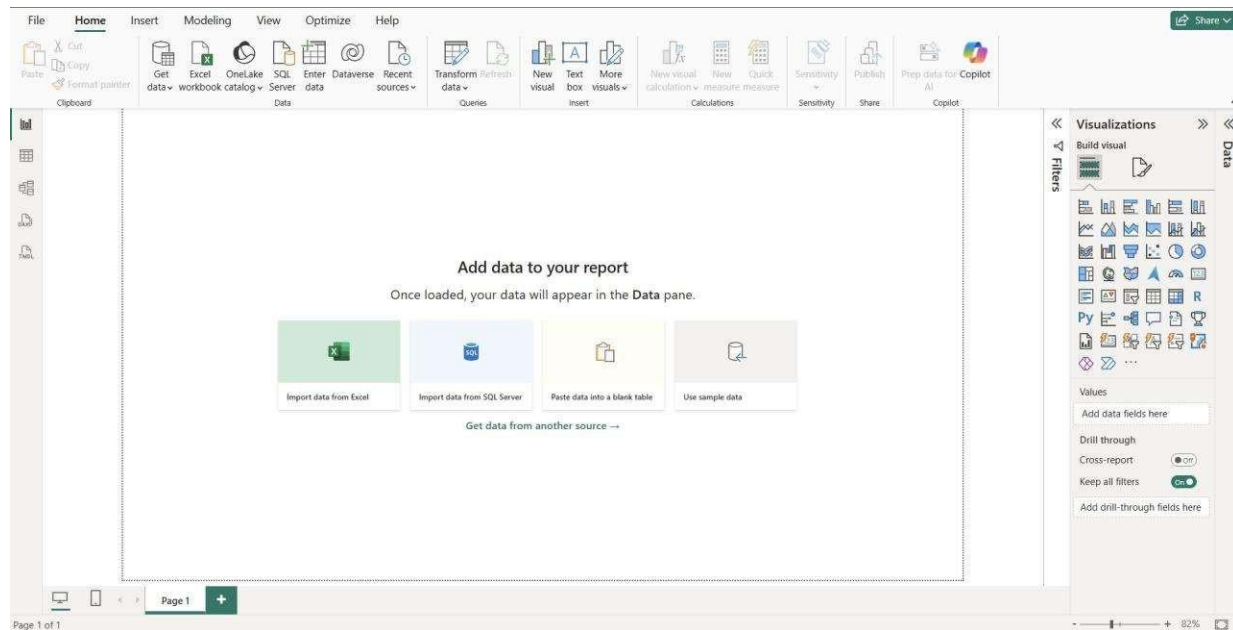 File Home Insert Modeling View Optimize Help
Share
Paste
Cut
Copy
Format painter
Clipboard
Get data
Excel workbook
OneLake catalog
SQL Server
Enter data
Dataverse
Recent sources
Data
Transform data
Refresh
Queries
New visual
Text box
More visuals
Insert
New visual calculation
New measure
Quick measure
Calculations
Sensitivity
Sensitivity
Publish
Share
Prep data for AI
Copilot
Copilot
Filters
Visualizations
Data
Build visual
Add data to your report
Once loaded, your data will appear in the Data pane.
SQL
Import data from Excel
Import data from SQL Server
Paste data into a blank table
Use sample data
Get data from another source →
R
Py
Values
Add data fields here
Drill through
Cross-report Off
Keep all filters On
Add drill-through fields here
Page 1
Page 1 of 1
82%